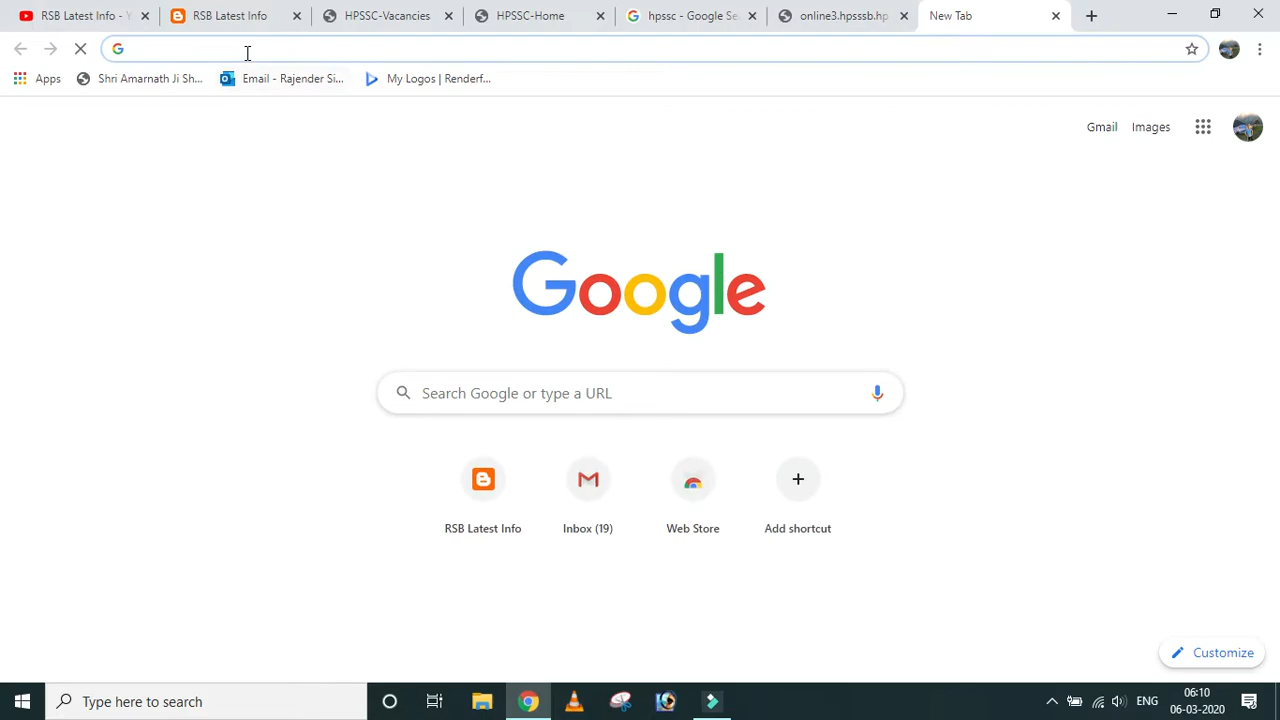 RSB Latest Info -
RSB Latest Info
HPSSC-Vacancies
HPSSC-Home
hpssc - Google Se
online3.hpsssb.hp
New Tab
Apps
Shri Amarnath Ji Sh...
Email - Rajender Si...
My Logos | Renderf...
Gmail
Images
Google
Search Google or type a URL
RSB Latest Info
Inbox (19)
Web Store
Add shortcut
Customize
Type here to search
ENG
06:10
06-03-2020